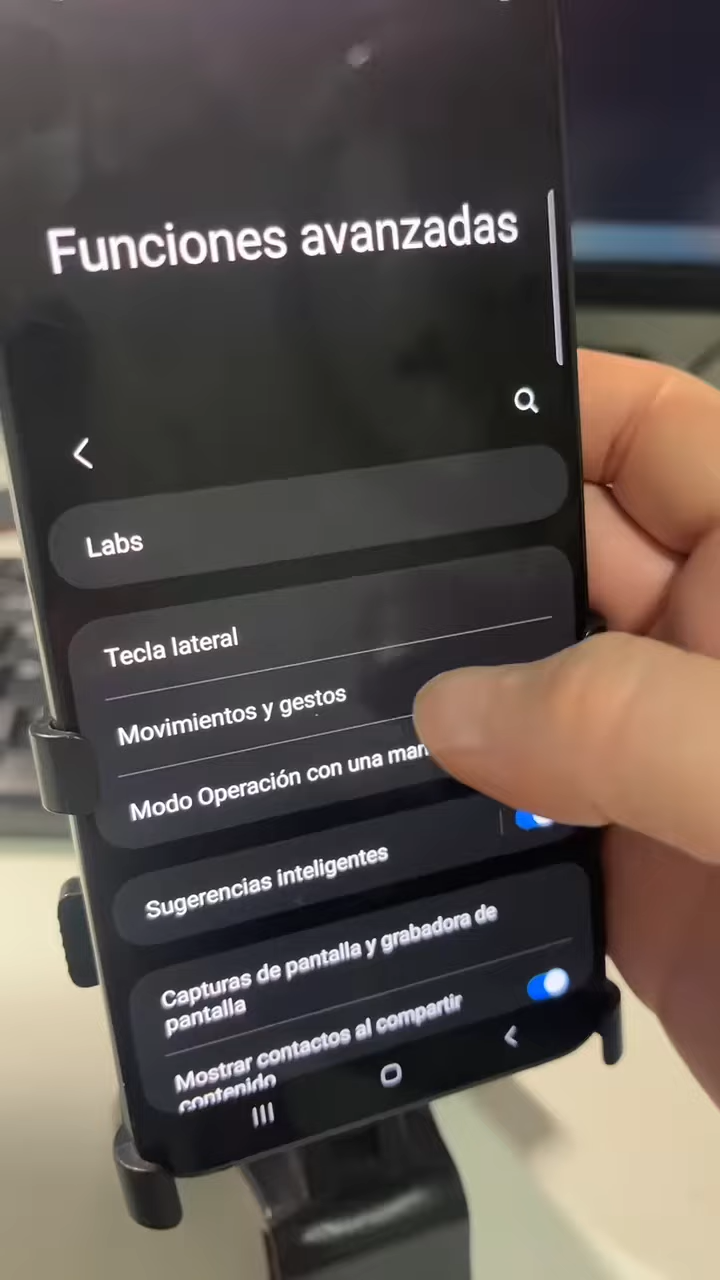 Funciones avanzadas
Labs
Tecla lateral
Movimientos y gestos
Modo Operación con una
Sugerencias inteligentes
Capturas de pantalla y grabadora de
pantalla
Mostrar contactos al compartir
contenido